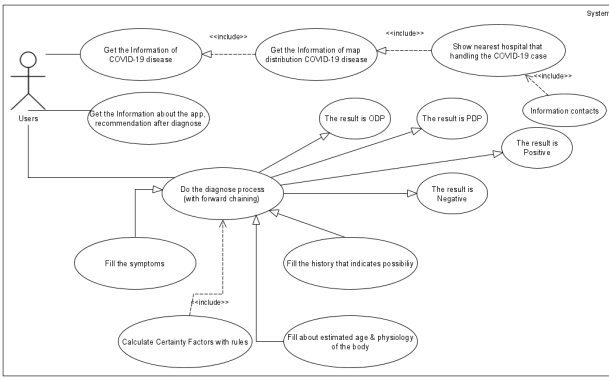 System
Get the Information of
COVID-19 disease
<<include>>
Get the Information of map
distribution COVID-19 disease
<<include>>
Show nearest hospital that
handling the COVID-19 case
<<include>>
Information contacts
Users
Get the Information about the app,
recommendation after diagnose
The result is ODP
The result is PDP
The result is
Positive
Do the diagnose process
(with forward chaining)
The result is
Negative
Fill the symptoms
Fill the history that indicates possibiliy
<<include>>
Calculate Certainty Factors with rules
Fill about estimated age & physiology
of the body